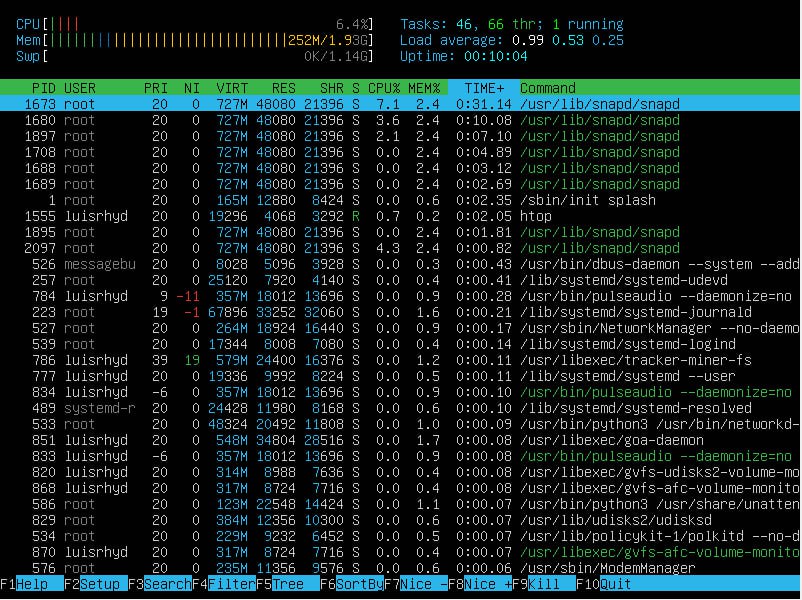 CPU[|||| 6.4%] Tasks: 46, 66 thr; 1 running
Mem[||||||||||||||||||||||||||||||252M/1.93G] Load average: 0.99 0.53 0.25
Swp[ 0K/1.14G] Uptime: 00:10:04
PID USER PRI NI VIRT RES SHR S CPU% MEM% TIME+ Command
1673 root 20 0 727M 48080 21396 S 7.1 2.4 0:31.14 /usr/lib/snapd/snapd
1680 root 20 0 727M 48080 21396 S 3.6 2.4 0:10.08 /usr/lib/snapd/snapd
1897 root 20 0 727M 48080 21396 S 2.1 2.4 0:07.10 /usr/lib/snapd/snapd
1708 root 20 0 727M 48080 21396 S 0.0 2.4 0:04.89 /usr/lib/snapd/snapd
1688 root 20 0 727M 48080 21396 S 0.0 2.4 0:03.12 /usr/lib/snapd/snapd
1689 root 20 0 727M 48080 21396 S 0.0 2.4 0:02.69 /usr/lib/snapd/snapd
1 root 20 0 165M 12880 8424 S 0.0 0.6 0:02.35 /sbin/init splash
1555 luisrhyd 20 0 19296 4068 3292 R 0.7 0.2 0:02.05 htop
1895 root 20 0 727M 48080 21396 S 0.0 2.4 0:01.81 /usr/lib/snapd/snapd
2097 root 20 0 727M 48080 21396 S 4.3 2.4 0:00.82 /usr/lib/snapd/snapd
526 messagebu 20 0 8028 5096 3928 S 0.0 0.3 0:00.43 /usr/bin/dbus-daemon --system --add
257 root 20 0 25120 7920 4140 S 0.0 0.4 0:00.41 /lib/systemd/systemd-udevd
784 luisrhyd 9 -11 357M 18012 13696 S 0.0 0.9 0:00.28 /usr/bin/pulseaudio --daemonize=no
223 root 19 -1 67896 33252 32060 S 0.0 1.6 0:00.21 /lib/systemd/systemd-journald
527 root 20 0 264M 18924 16440 S 0.0 0.9 0:00.17 /usr/sbin/NetworkManager --no-daemo
539 root 20 0 17344 8008 7080 S 0.0 0.4 0:00.14 /lib/systemd/systemd-logind
786 luisrhyd 39 19 579M 24400 16376 S 0.0 1.2 0:00.11 /usr/libexec/tracker-miner-fs
777 luisrhyd 20 0 19336 9992 8224 S 0.0 0.5 0:00.11 /lib/systemd/systemd --user
834 luisrhyd -6 0 357M 18012 13696 S 0.0 0.9 0:00.10 /usr/bin/pulseaudio --daemonize=no
489 systemd-r 20 0 24428 11980 8168 S 0.0 0.6 0:00.10 /lib/systemd/systemd-resolved
533 root 20 0 48324 20492 11808 S 0.0 1.0 0:00.09 /usr/bin/python3 /usr/bin/networkd-
851 luisrhyd 20 0 548M 34804 28516 S 0.0 1.7 0:00.08 /usr/libexec/goa-daemon
833 luisrhyd -6 0 357M 18012 13696 S 0.0 0.9 0:00.08 /usr/bin/pulseaudio --daemonize=no
820 luisrhyd 20 0 314M 8988 7636 S 0.0 0.4 0:00.08 /usr/libexec/gvfs-udisks2-volume-mo
868 luisrhyd 20 0 317M 8724 7716 S 0.0 0.4 0:00.08 /usr/libexec/gvfs-afc-volume-monito
586 root 20 0 123M 22548 14424 S 0.0 1.1 0:00.07 /usr/bin/python3 /usr/share/unatten
829 root 20 0 384M 12356 10300 S 0.0 0.6 0:00.07 /usr/lib/udisks2/udisksd
534 root 20 0 229M 9232 6452 S 0.0 0.5 0:00.07 /usr/lib/policykit-1/polkitd --no-d
870 luisrhyd 20 0 317M 8724 7716 S 0.0 0.4 0:00.06 /usr/libexec/gvfs-afc-volume-monito
576 root 20 0 235M 11356 9576 S 0.0 0.6 0:00.06 /usr/sbin/ModemManager
F1Help F2Setup F3SearchF4FilterF5Tree F6SortByF7Nice -F8Nice +F9Kill F10Quit